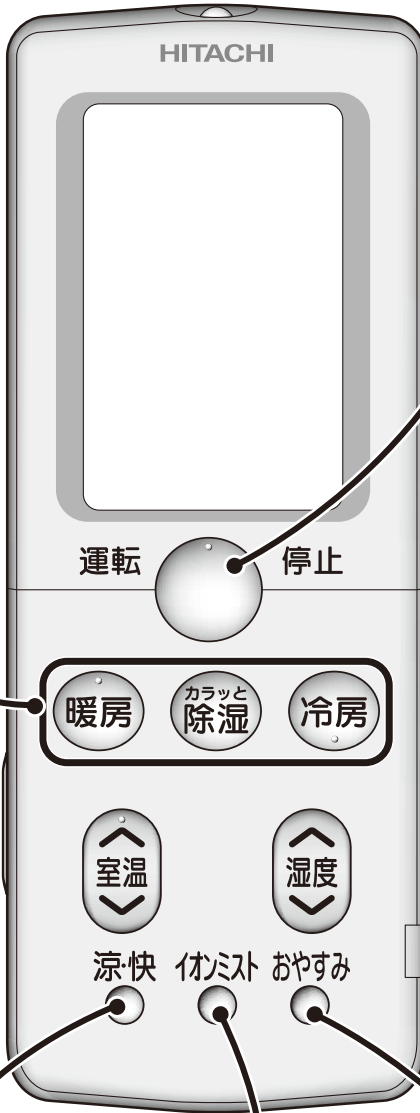 HITACHI
運転 停止
暖房 カラッと除湿 冷房
室温 湿度
涼・快 イオンミスト おやすみ